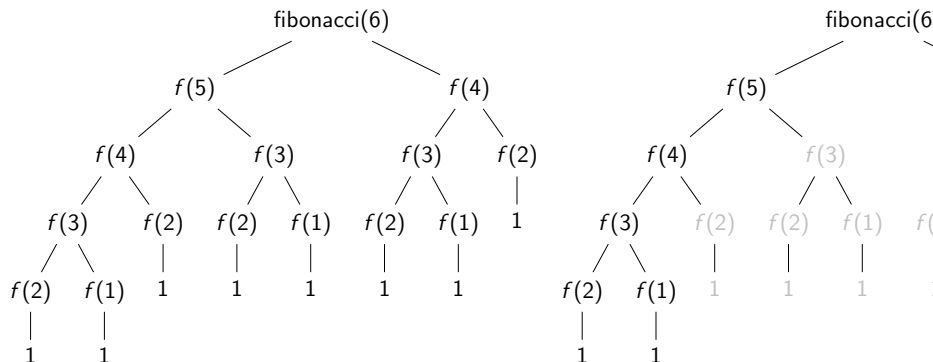 fibonacci(6) fibonacci(6
f(5) f(4) f(5)
f(4) f(3) f(3) f(2) f(4) f(3)
f(3) f(2) f(2) f(1) f(2) f(1) 1 f(3) f(2) f(2) f(1) f(
f(2) f(1) 1 1 1 1 1 f(2) f(1) 1 1 1
1 1 1 1